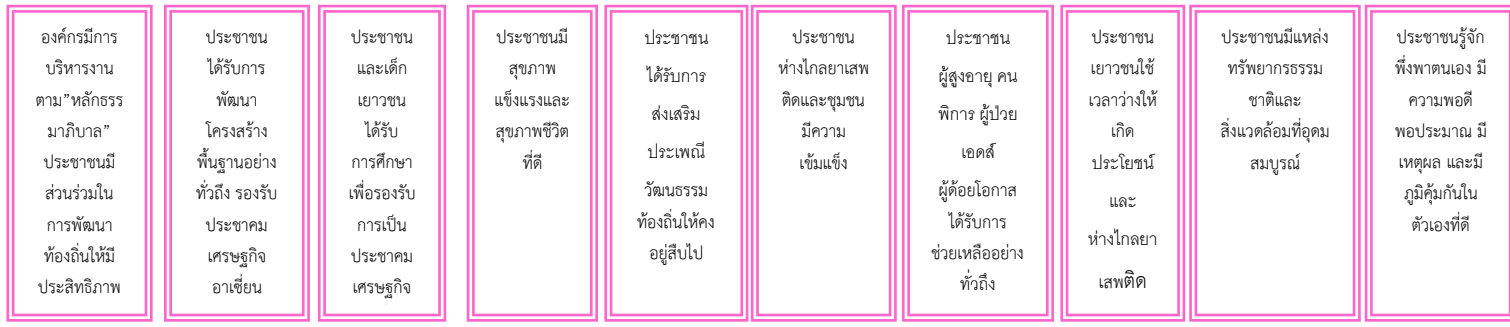 องค์กรมีการ
บริหารงาน
ตาม"หลักธรร
มาภิบาล"
ประชาชนมี
ส่วนร่วมใน
การพัฒนา
ท้องถิ่นให้มี
ประสิทธิภาพ
ประชาชน
ได้รับการ
พัฒนา
โครงสร้าง
พื้นฐานอย่าง
ทั่วถึง รองรับ
ประชาคม
เศรษฐกิจ
อาเซี่ยน
ประชาชน
และเด็ก
เยาวชน
ได้รับ
การศึกษา
เพื่อรองรับ
การเป็น
ประชาคม
เศรษฐกิจ
ประชาชนมี
สุขภาพ
แข็งแรงและ
สุขภาพชีวิต
ที่ดี
ประชาชน
ได้รับการ
ส่งเสริม
ประเพณี
วัฒนธรรม
ท้องถิ่นให้คง
อยู่สืบไป
ประชาชน
ห่างไกลยาเสพ
ติดและชุมชน
มีความ
เข้มแข็ง
ประชาชน
ผู้สูงอายุ คน
พิการ ผู้ป่วย
เอดส์
ผู้ด้อยโอกาส
ได้รับการ
ช่วยเหลืออย่าง
ทั่วถึง
ประชาชน
เยาวชนใช้
เวลาว่างให้
เกิด
ประโยชน์
และ
ห่างไกลยา
เสพติด
ประชาชนมีแหล่ง
ทรัพยากรธรรม
ชาติและ
สิ่งแวดล้อมที่อุดม
สมบูรณ์
ประชาชนรู้จัก
พึ่งพาตนเอง มี
ความพอดี
พอประมาณ มี
เหตุผล และมี
ภูมิคุ้มกันใน
ตัวเองที่ดี